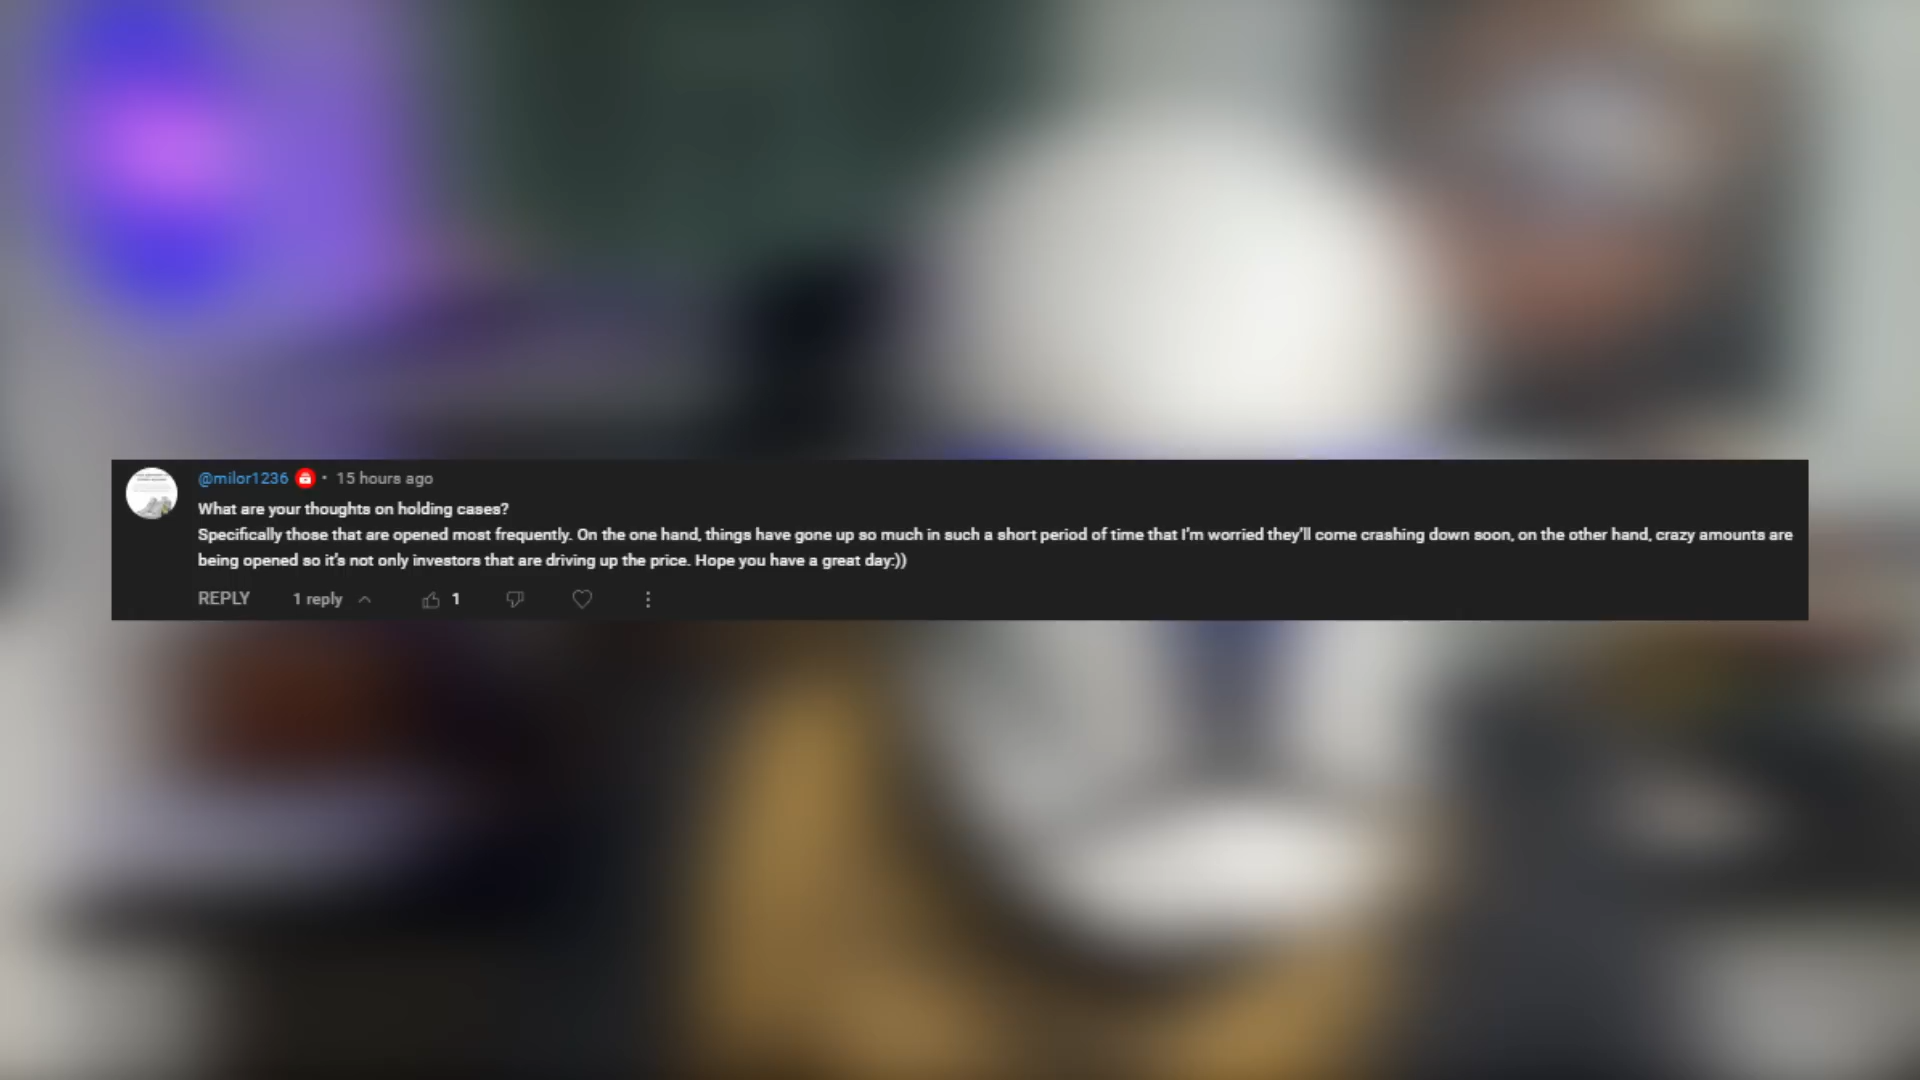 @milor1236 • 15 hours ago
What are your thoughts on holding cases?
Specifically those that are opened most frequently. On the one hand, things have gone up so much in such a short period of time that I'm worried they'll come crashing down soon, on the other hand, crazy amounts are
being opened so it's not only investors that are driving up the price. Hope you have a great day:))
REPLY 1 reply 1